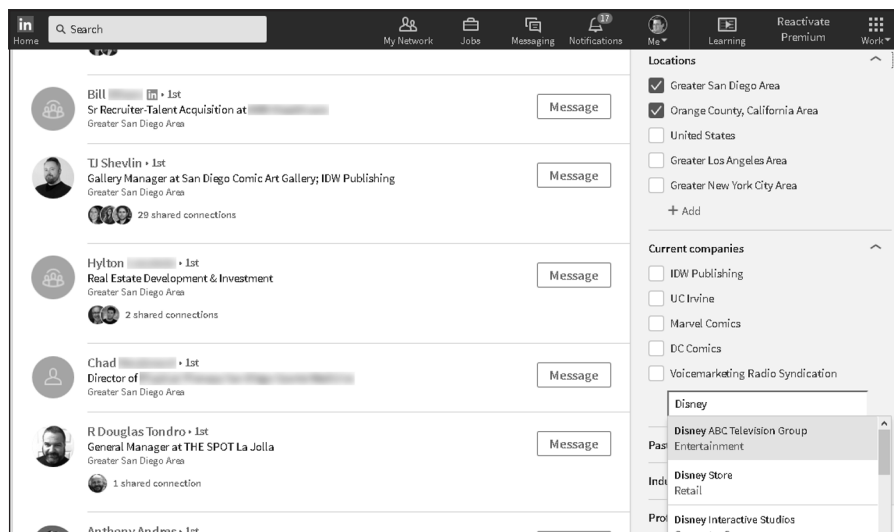 in
Home
Search
My Network
Jobs
Messaging
17
Notifications
Me
Learning
Reactivate
Premium
Work
Bill in • 1st
Sr Recruiter-Talent Acquisition at
Greater San Diego Area
Message
TJ Shevlin • 1st
Gallery Manager at San Diego Comic Art Gallery; IDW Publishing
Greater San Diego Area
29 shared connections
Message
Hylton • 1st
Real Estate Development & Investment
Greater San Diego Area
2 shared connections
Message
Chad • 1st
Director of
Greater San Diego Area
Message
R Douglas Tondro • 1st
General Manager at THE SPOT La Jolla
Greater San Diego Area
1 shared connection
Message
Anthony Andres • 1st
Locations
Greater San Diego Area
Orange County, California Area
United States
Greater Los Angeles Area
Greater New York City Area
+ Add
Current companies
IDW Publishing
UC Irvine
Marvel Comics
DC Comics
Voicemarketing Radio Syndication
Disney
Disney ABC Television Group
Entertainment
Disney Store
Retail
Disney Interactive Studios
Past
Indu
Prof